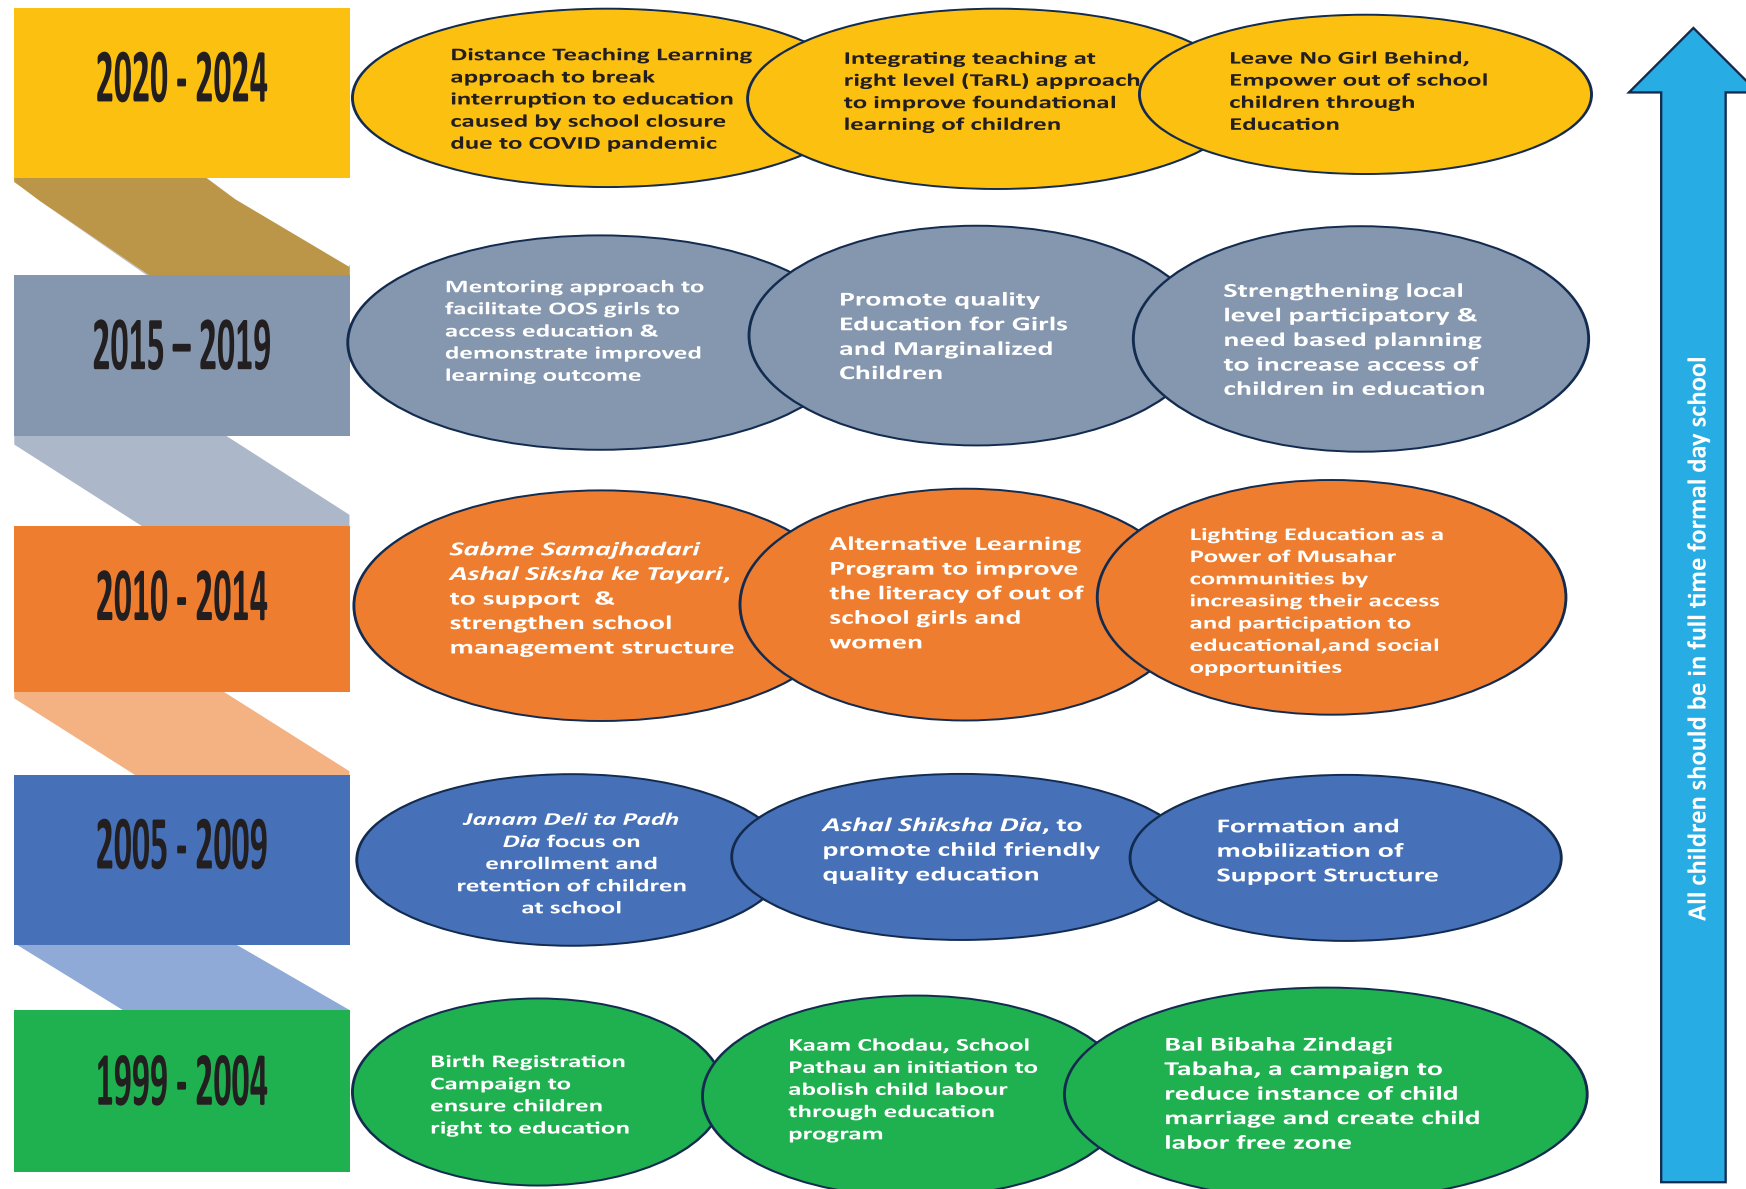 2020 - 2024
Distance Teaching Learning
approach to break
interruption to education
caused by school closure
due to COVID pandemic
Integrating teaching at
right level (TaRL) approach
to improve foundational
learning of children
Leave No Girl Behind,
Empower out of school
children through
Education
2015 – 2019
Mentoring approach to
facilitate OOS girls to
access education &
demonstrate improved
learning outcome
Promote quality
Education for Girls
and Marginalized
Children
Strengthening local
level participatory &
need based planning
to increase access of
children in education
2010 - 2014
Sabme Samajhadari
Ashal Siksha ke Tayari,
to support &
strengthen school
management structure
Alternative Learning
Program to improve
the literacy of out of
school girls and
women
Lighting Education as a
Power of Musahar
communities by
increasing their access
and participation to
educational,and social
opportunities
2005 - 2009
Janam Deli ta Padh
Dia focus on
enrollment and
retention of children
at school
Ashal Shiksha Dia, to
promote child friendly
quality education
Formation and
mobilization of
Support Structure
1999 - 2004
Birth Registration
Campaign to
ensure children
right to education
Kaam Chodau, School
Pathau an initiation to
abolish child labour
through education
program
Bal Bibaha Zindagi
Tabaha, a campaign to
reduce instance of child
marriage and create child
labor free zone
All children should be in full time formal day school